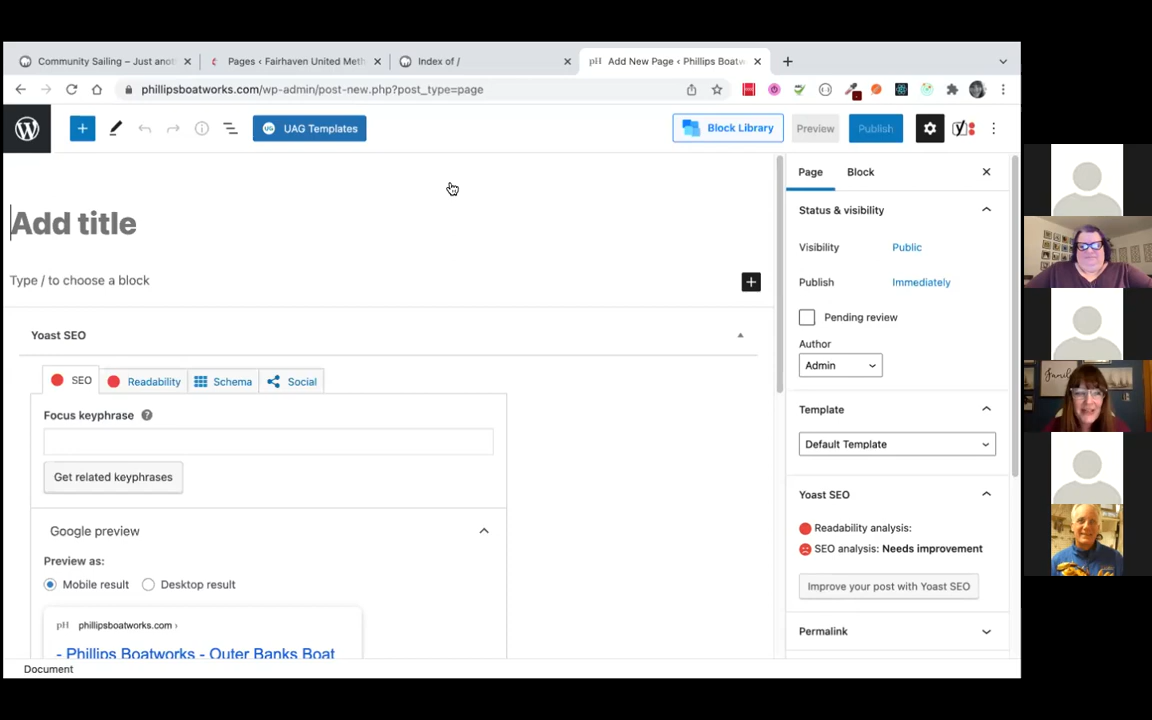 Community Sailing – Just anot
Pages ‹ Fairhaven United Meth
Index of /
pH Add New Page ‹ Phillips Boatw
phillipsboatworks.com/wp-admin/post-new.php?post_type=page
UG UAG Templates
Block Library
Preview
Publish
Add title
Type / to choose a block
Yoast SEO
SEO
Readability
Schema
Social
Focus keyphrase
Get related keyphrases
Google preview
Preview as:
Mobile result
Desktop result
pH phillipsboatworks.com ›
- Phillips Boatworks - Outer Banks Boat
Document
Page
Block
Status & visibility
Visibility Public
Publish Immediately
Pending review
Author
Admin
Template
Default Template
Yoast SEO
Readability analysis:
SEO analysis: Needs improvement
Improve your post with Yoast SEO
Permalink